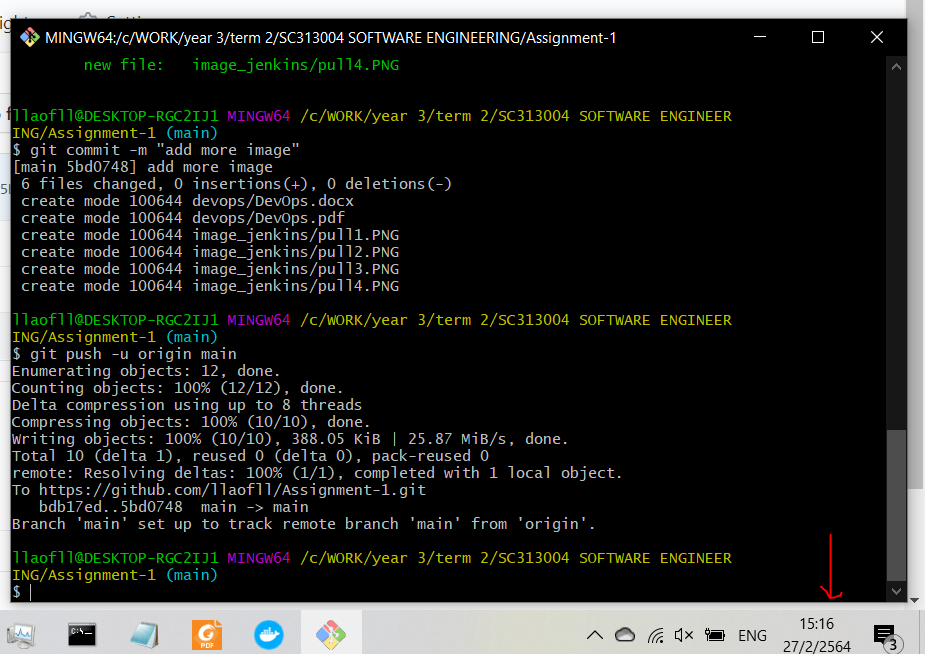 MINGW64:/c/WORK/year 3/term 2/SC313004 SOFTWARE ENGINEERING/Assignment-1
new file:   image_jenkins/pull4.PNG
llaofll@DESKTOP-RGC2IJ1 MINGW64 /c/WORK/year 3/term 2/SC313004 SOFTWARE ENGINEER
ING/Assignment-1 (main)
$ git commit -m "add more image"
[main 5bd0748] add more image
 6 files changed, 0 insertions(+), 0 deletions(-)
 create mode 100644 devops/DevOps.docx
 create mode 100644 devops/DevOps.pdf
 create mode 100644 image_jenkins/pull1.PNG
 create mode 100644 image_jenkins/pull2.PNG
 create mode 100644 image_jenkins/pull3.PNG
 create mode 100644 image_jenkins/pull4.PNG
llaofll@DESKTOP-RGC2IJ1 MINGW64 /c/WORK/year 3/term 2/SC313004 SOFTWARE ENGINEER
ING/Assignment-1 (main)
$ git push -u origin main
Enumerating objects: 12, done.
Counting objects: 100% (12/12), done.
Delta compression using up to 8 threads
Compressing objects: 100% (10/10), done.
Writing objects: 100% (10/10), 388.05 KiB | 25.87 MiB/s, done.
Total 10 (delta 1), reused 0 (delta 0), pack-reused 0
remote: Resolving deltas: 100% (1/1), completed with 1 local object.
To https://github.com/llaofll/Assignment-1.git
   bdb17ed..5bd0748  main -> main
Branch 'main' set up to track remote branch 'main' from 'origin'.
llaofll@DESKTOP-RGC2IJ1 MINGW64 /c/WORK/year 3/term 2/SC313004 SOFTWARE ENGINEER
ING/Assignment-1 (main)
$
C:\_
PDF
ENG
15:16
27/2/2564
3